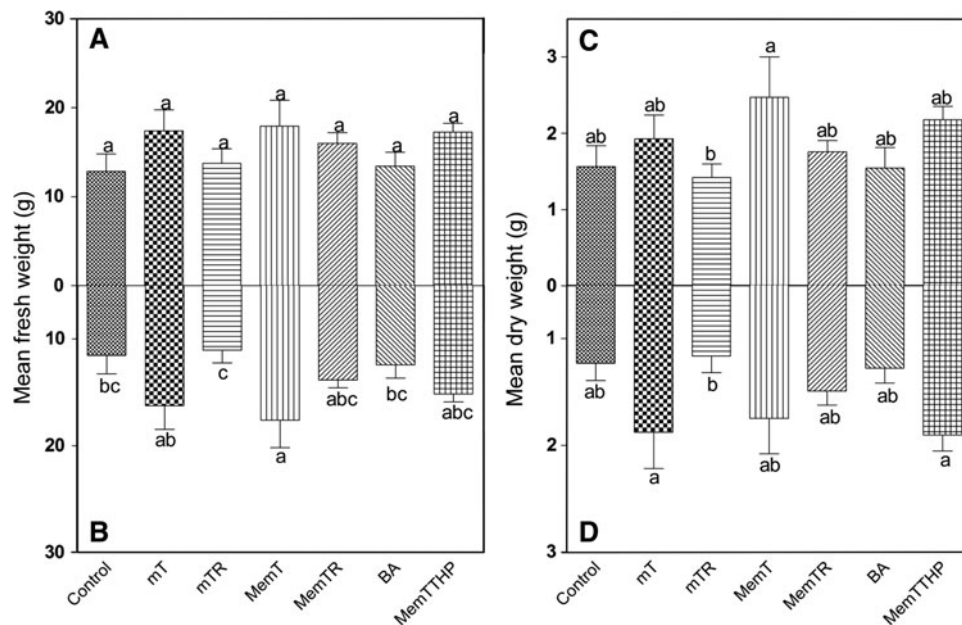 A
Mean fresh weight (g)
30
20
10
0
10
20
30
a
a
a
a
a
a
a
bc
ab
c
a
abc
bc
abc
B
Control
mT
mTR
MemT
MemTR
BA
MemTTHP
C
Mean dry weight (g)
3
2
1
0
1
2
3
ab
ab
b
a
ab
ab
ab
ab
a
b
ab
ab
ab
a
D
Control
mT
mTR
MemT
MemTR
BA
MemTTHP